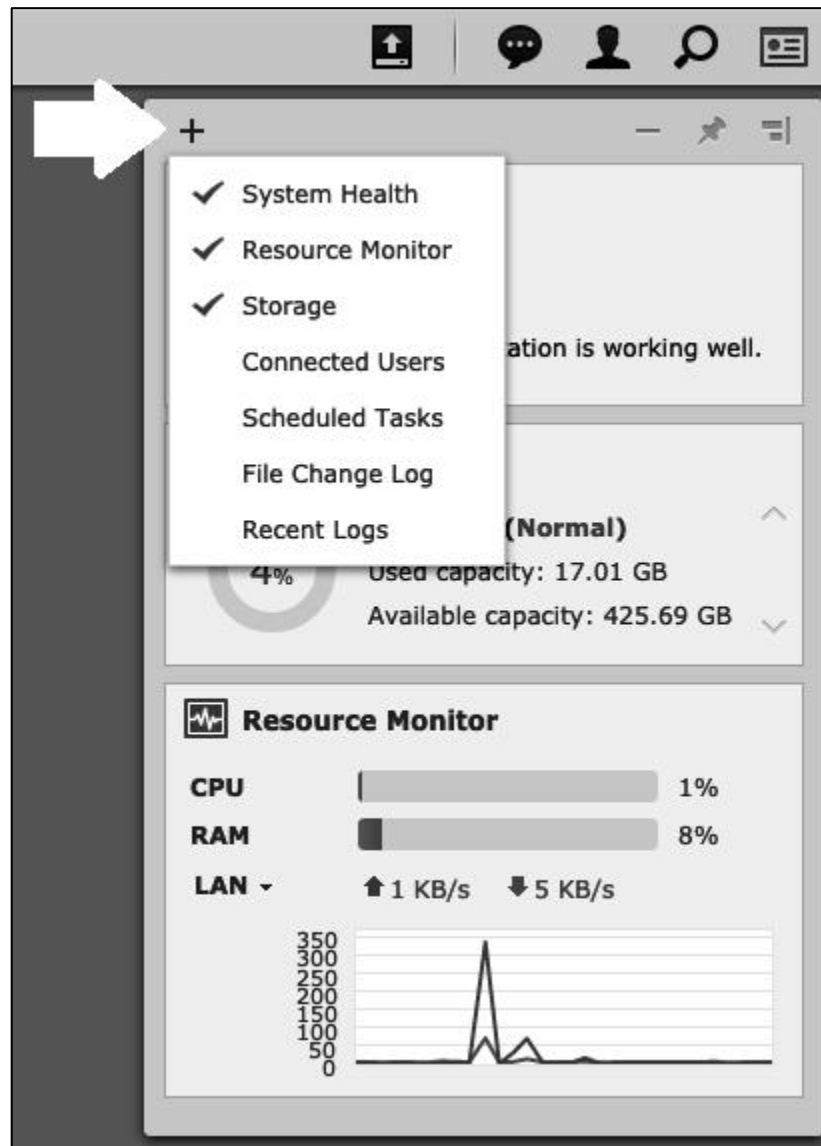 System Health
Resource Monitor
Storage
Connected Users
Scheduled Tasks
File Change Log
Recent Logs
is working well.
(Normal)
4%
Used capacity: 17.01 GB
Available capacity: 425.69 GB
Resource Monitor
CPU 1%
RAM 8%
LAN 1 KB/s 5 KB/s
350
300
250
200
150
100
50
0